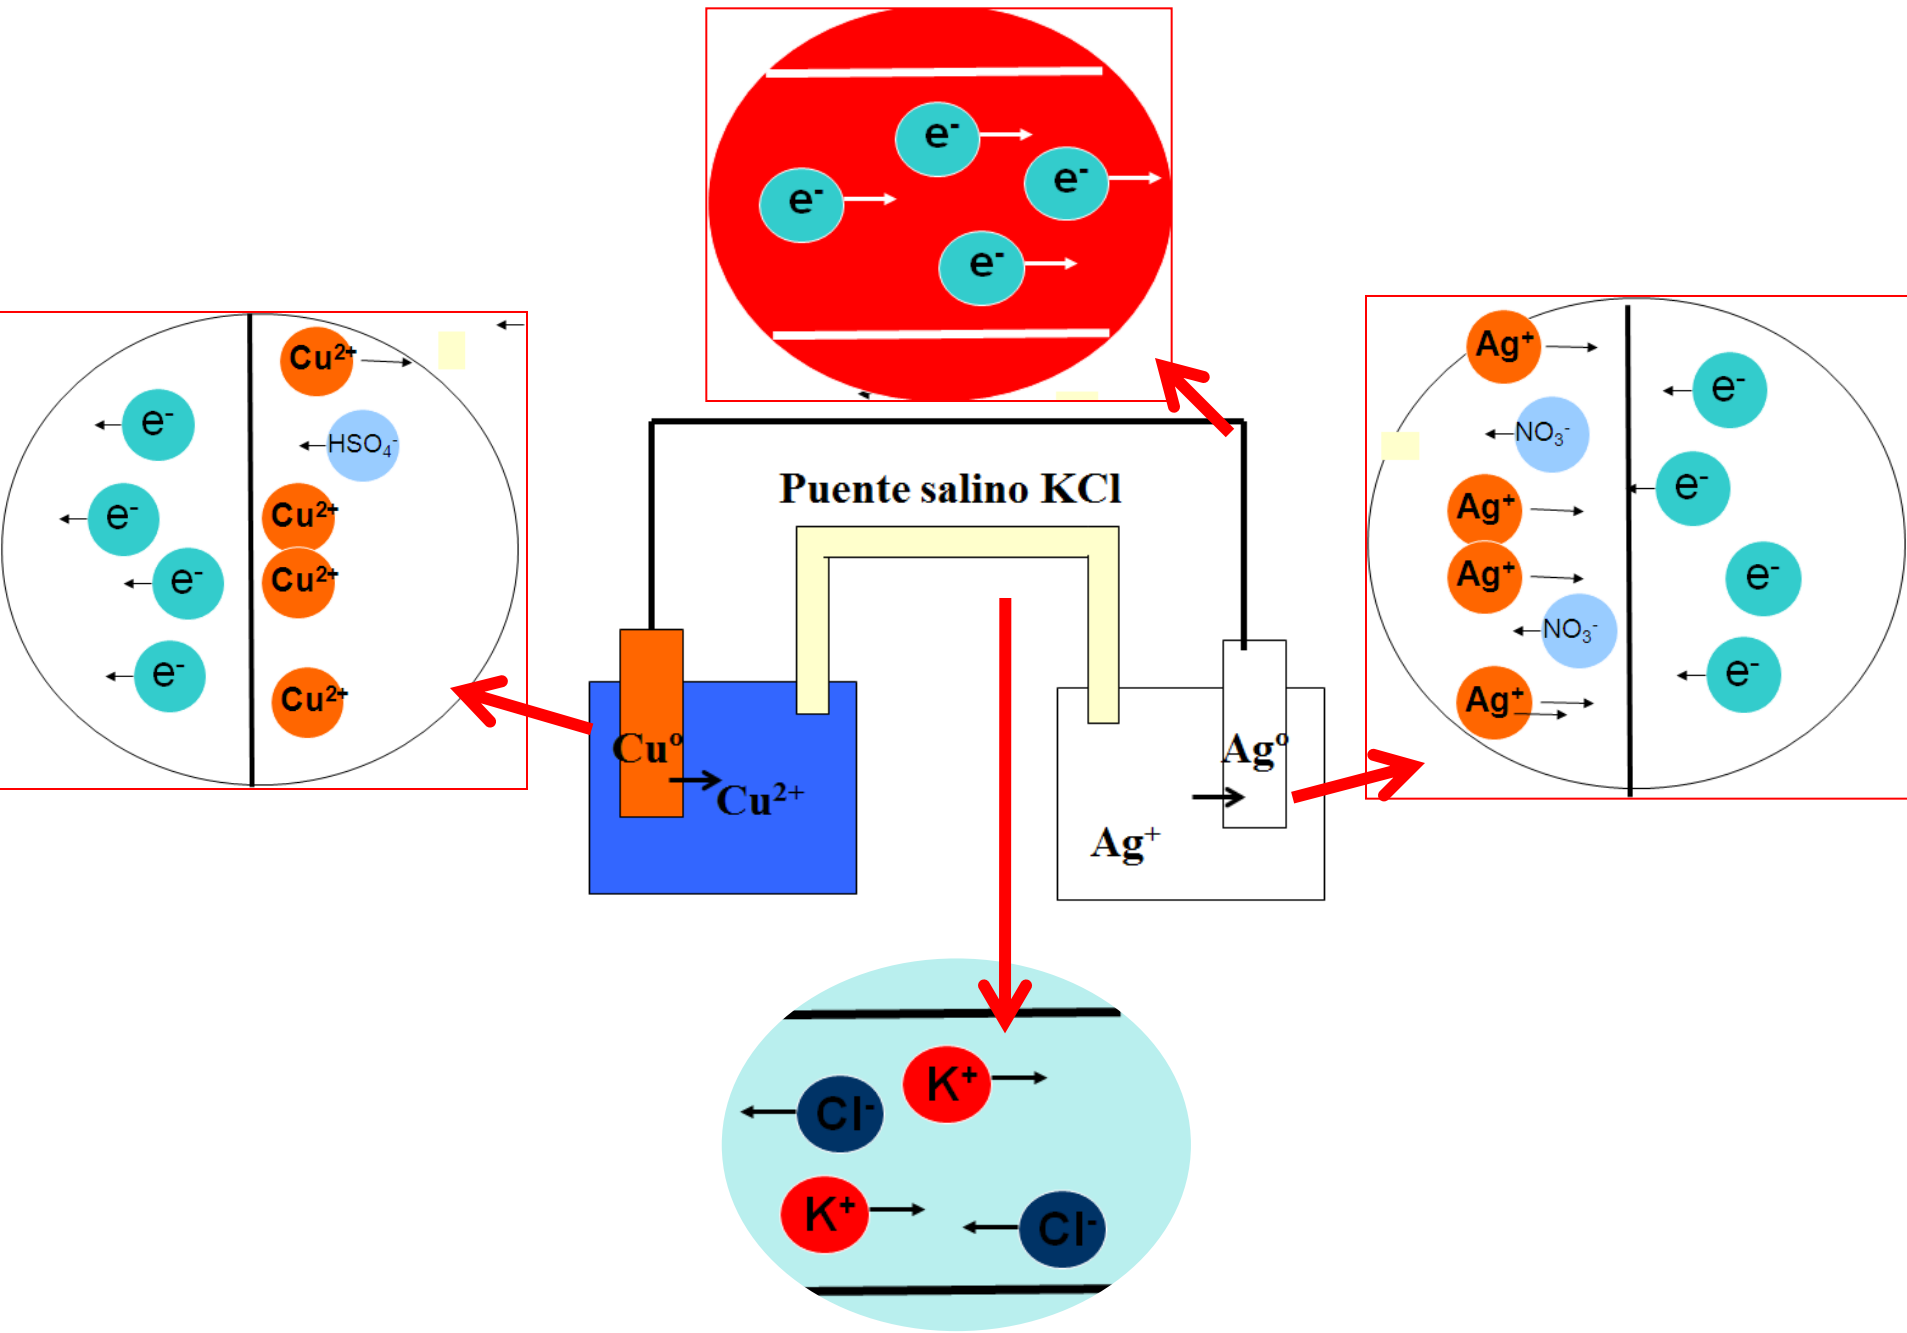 e⁻
e⁻
e⁻
e⁻
Cu²⁺
e⁻
HSO₄⁻
e⁻
Cu²⁺
e⁻
Cu²⁺
e⁻
Cu²⁺
Puente salino KCl
Cuº
Cu²⁺
Agº
Ag⁺
Ag⁺
e⁻
NO₃⁻
e⁻
Ag⁺
Ag⁺
e⁻
NO₃⁻
e⁻
Ag⁺
K⁺
Cl⁻
K⁺
Cl⁻